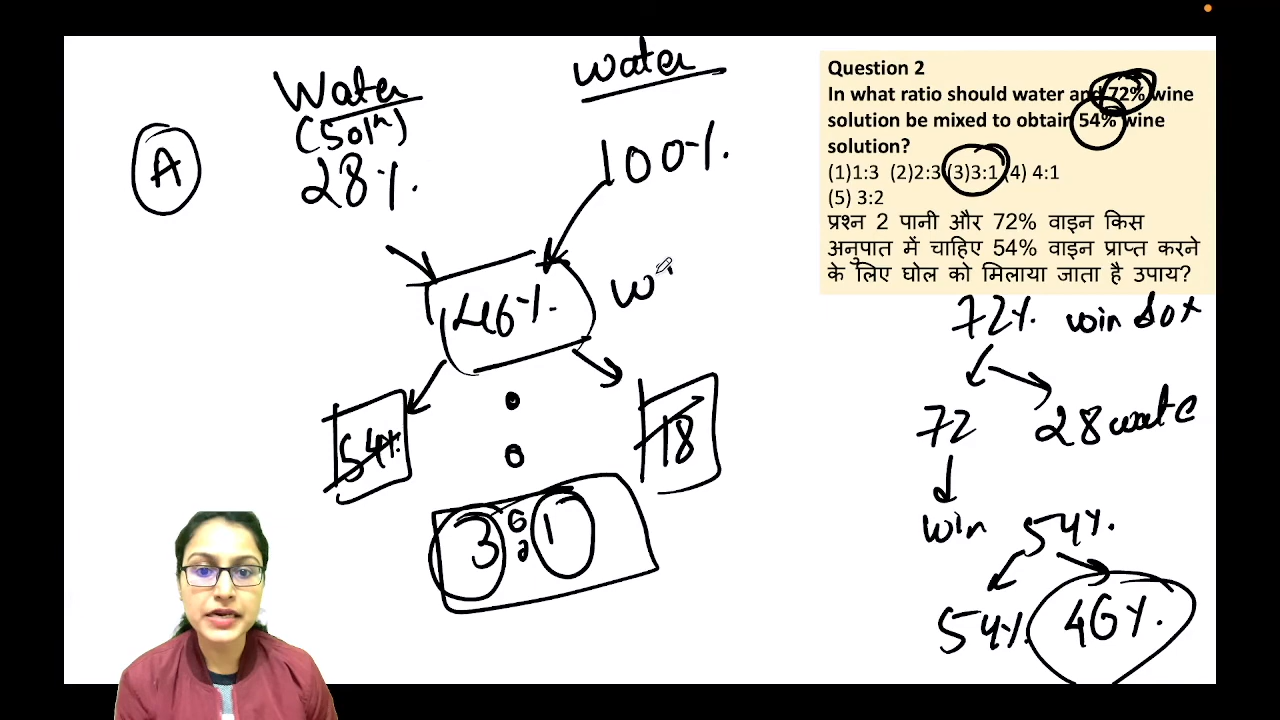 Water
(Solⁿ)
28%.
water
100%.
A
46%.
W
54%.
:
18
3:1
Question 2
In what ratio should water and 72% wine
solution be mixed to obtain 54% wine
solution?
(1)1:3 (2)2:3 (3)3:1 (4) 4:1
(5) 3:2
प्रश्न 2 पानी और 72% वाइन किस
अनुपात में चाहिए 54% वाइन प्राप्त करने
के लिए घोल को मिलाया जाता है उपाय?
72%. win
72 28 wate
win 54%.
54%. 46%.